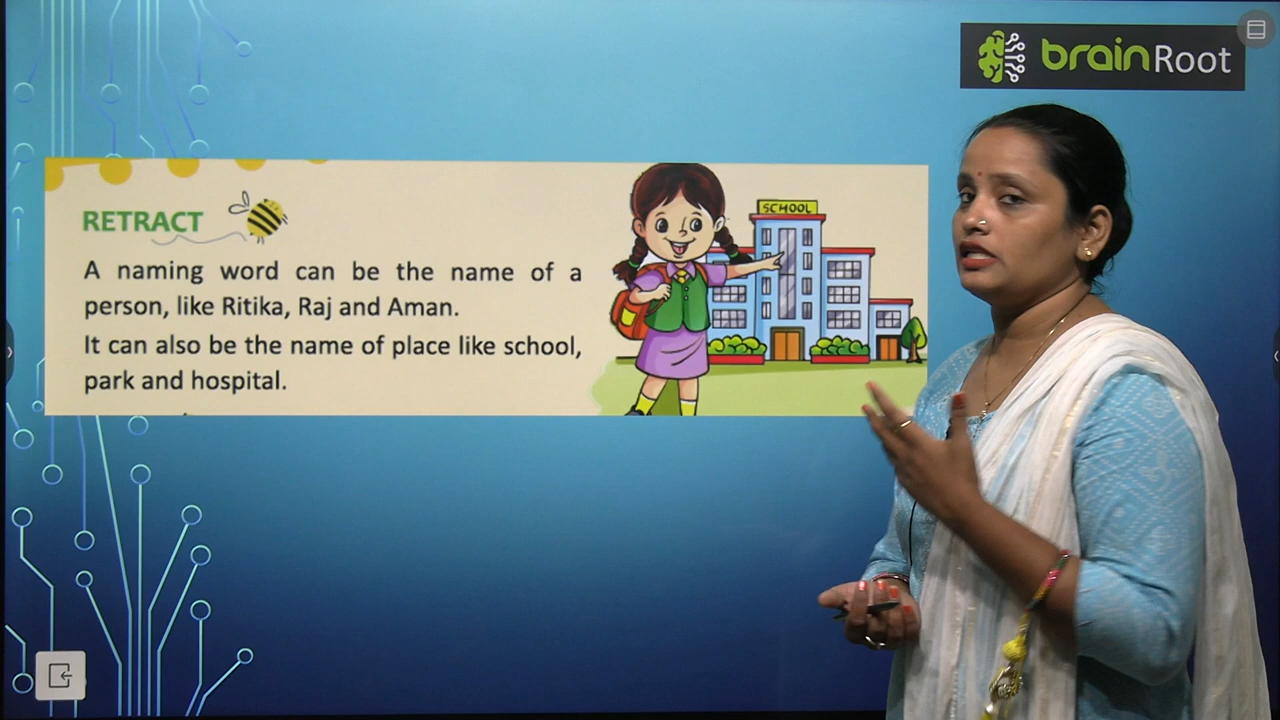 brainRoot
RETRACT
SCHOOL
A naming word can be the name of a
person, like Ritika, Raj and Aman.
It can also be the name of place like school,
park and hospital.